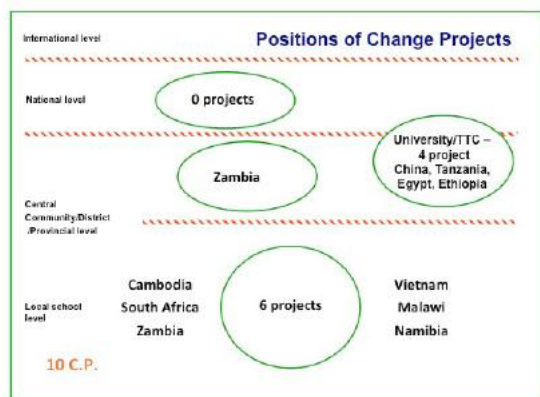 International level
Positions of Change Projects
National level
0 projects
University/TTC –
4 project
China, Tanzania,
Egypt, Ethiopia
Zambia
Central
Community/District
/Provincial level
Cambodia
South Africa
Zambia
6 projects
Vietnam
Malawi
Namibia
Local school
level
10 C.P.